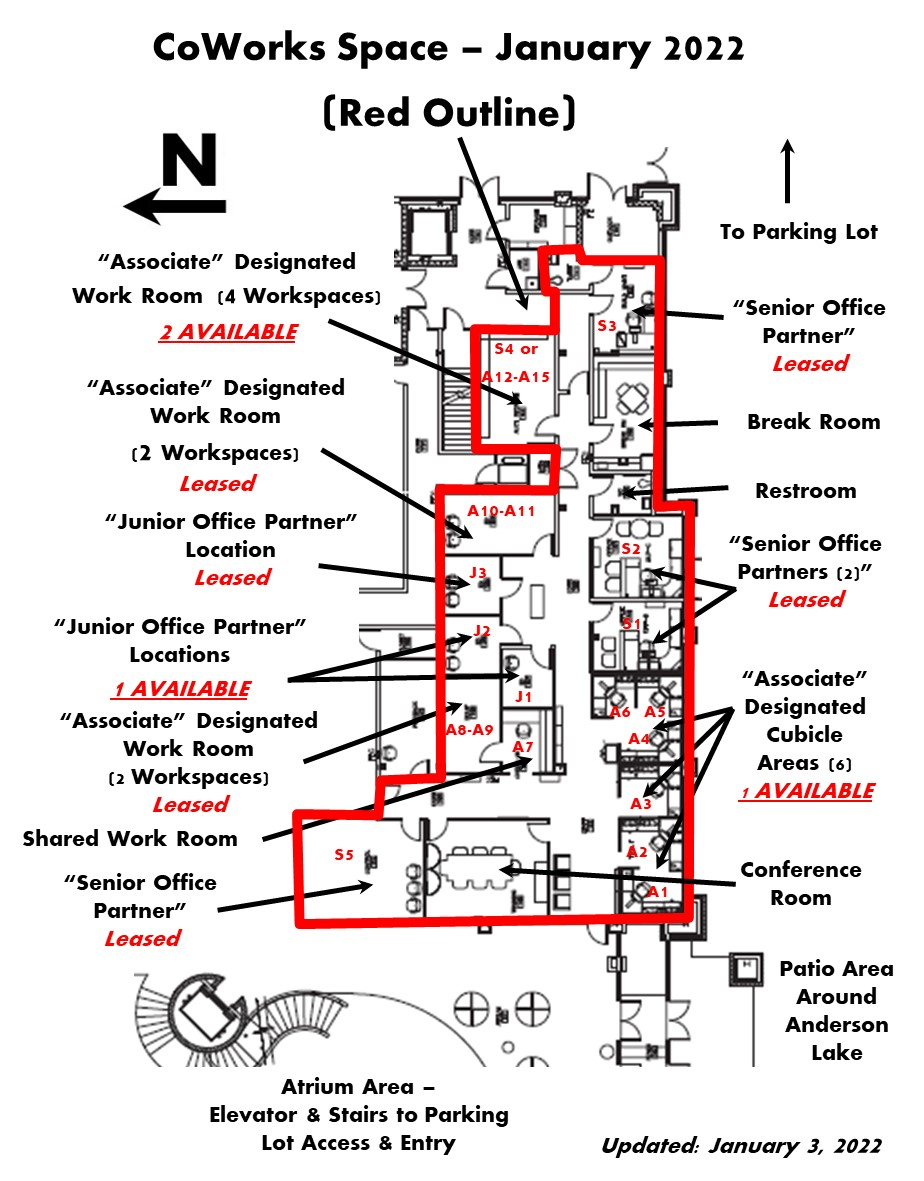 CoWorks Space – January 2022
(Red Outline)
N
To Parking Lot
“Associate” Designated
Work Room (4 Workspaces)
2 AVAILABLE
“Associate” Designated
Work Room
(2 Workspaces)
Leased
“Junior Office Partner”
Location
Leased
“Junior Office Partner”
Locations
1 AVAILABLE
“Associate” Designated
Work Room
(2 Workspaces)
Leased
Shared Work Room
“Senior Office
Partner”
Leased
S3
S4 or
A12-A15
A10-A11
J3
J2
J1
A8-A9
A7
S5
S2
S1
A6
A5
A4
A3
A2
A1
“Senior Office
Partner”
Leased
Break Room
Restroom
“Senior Office
Partners (2)”
Leased
“Associate”
Designated
Cubicle
Areas (6)
1 AVAILABLE
Conference
Room
Patio Area
Around
Anderson
Lake
Atrium Area –
Elevator & Stairs to Parking
Lot Access & Entry
Updated: January 3, 2022